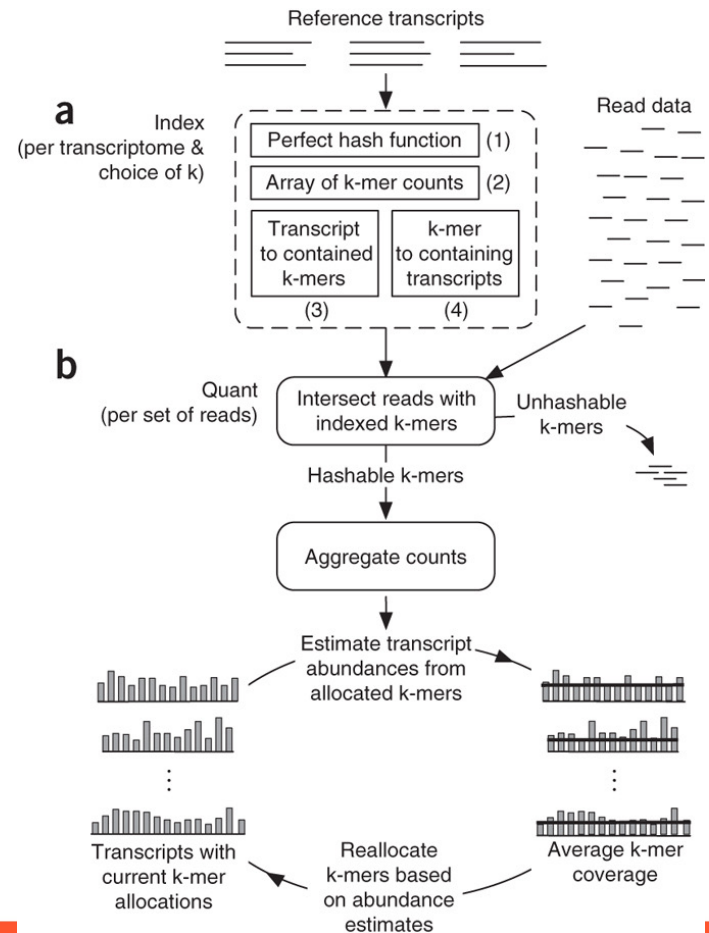 Reference transcripts
a
Index
(per transcriptome &
choice of k)
Perfect hash function
(1)
Array of k-mer counts
(2)
Transcript
to contained
k-mers
k-mer
to containing
transcripts
(3)
(4)
Read data
b
Quant
(per set of reads)
Intersect reads with
indexed k-mers
Unhashable
k-mers
Hashable k-mers
Aggregate counts
Estimate transcript
abundances from
allocated k-mers
Transcripts with
current k-mer
allocations
Reallocate
k-mers based
on abundance
estimates
Average k-mer
coverage